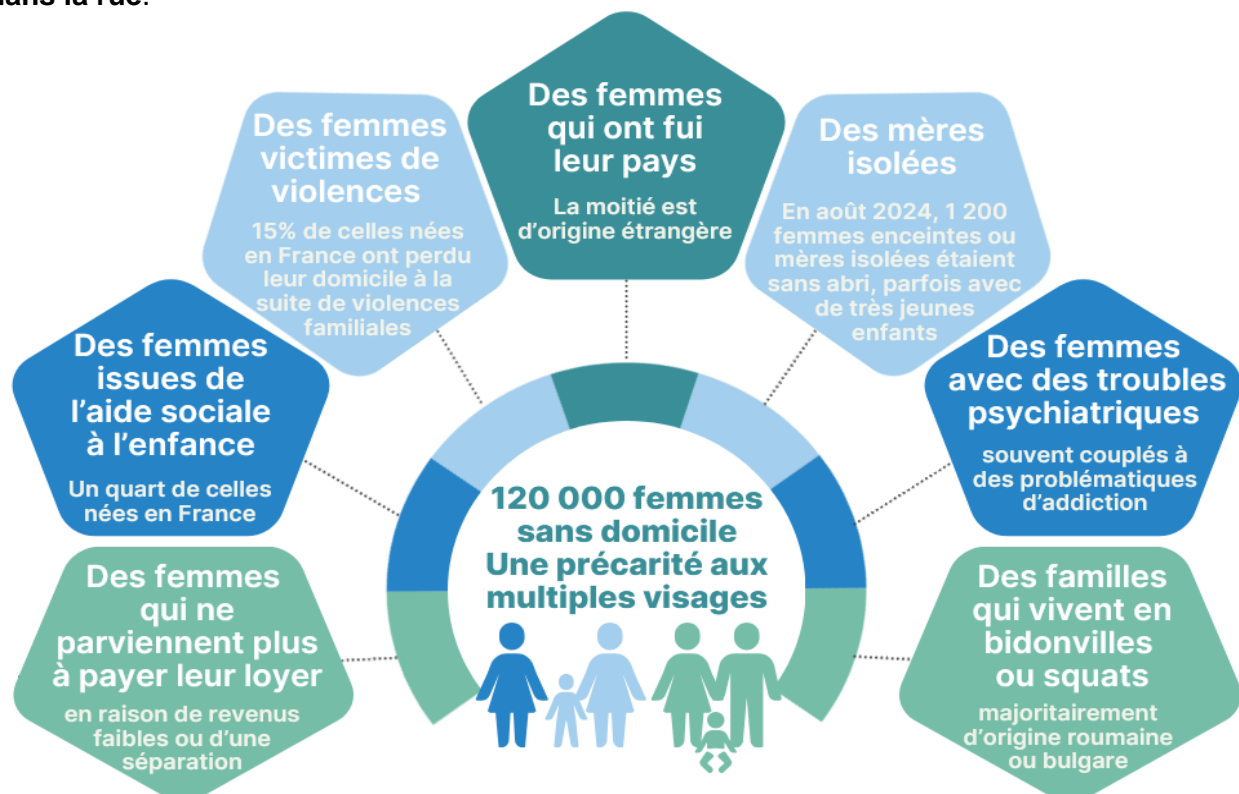 dans la rue.
Des femmes
qui ont fui
leur pays
La moitié est
d'origine étrangère
Des femmes
victimes de
violences
15% de celles nées
en France ont perdu
leur domicile à la
suite de violences
familiales
Des mères
isolées
En août 2024, 1 200
femmes enceintes ou
mères isolées étaient
sans abri, parfois avec
de très jeunes
enfants
Des femmes
issues de
l'aide sociale
à l'enfance
Un quart de celles
nées en France
Des femmes
avec des troubles
psychiatriques
souvent couplés à
des problématiques
d'addiction
120 000 femmes
sans domicile
Une précarité aux
multiples visages
Des femmes
qui ne
parviennent plus
à payer leur loyer
en raison de revenus
faibles ou d'une
séparation
Des familles
qui vivent en
bidonvilles
ou squats
majoritairement
d'origine roumaine
ou bulgare